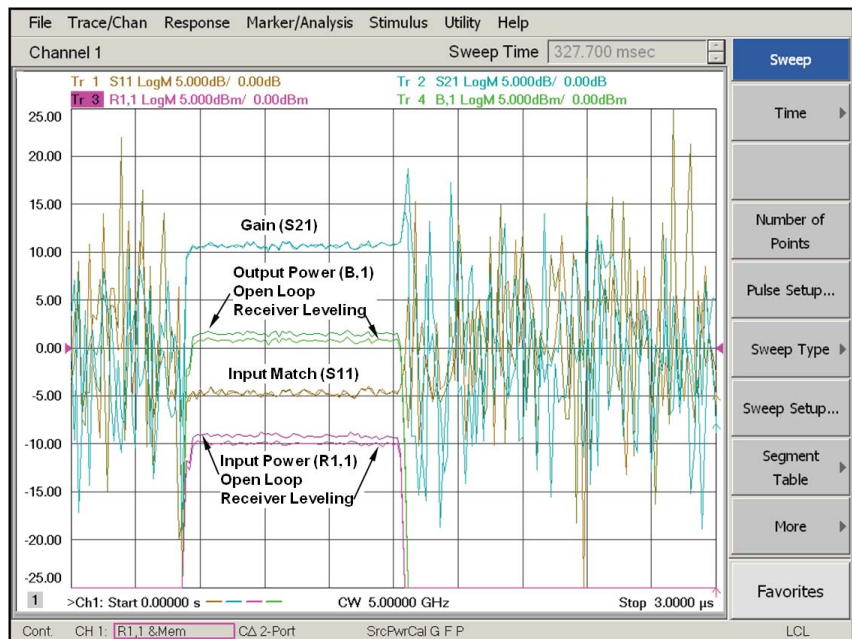 File Trace/Chan Response Marker/Analysis Stimulus Utility Help
Channel 1
Sweep Time 327.700 msec
Tr 1 S11 LogM 5.000dB/ 0.00dB
Tr 2 S21 LogM 5.000dB/ 0.00dB
Tr 3 R1,1 LogM 5.000dBm/ 0.00dBm
Tr 4 B,1 LogM 5.000dBm/ 0.00dBm
25.00
20.00
15.00
10.00
5.00
0.00
-5.00
-10.00
-15.00
-20.00
-25.00
Gain (S21)
Output Power (B,1)
Open Loop
Receiver Leveling
Input Match (S11)
Input Power (R1,1)
Open Loop
Receiver Leveling
1 >Ch1: Start 0.00000 s
CW 5.00000 GHz
Stop 3.0000 µs
Sweep
Time
Number of
Points
Pulse Setup...
Sweep Type
Sweep Setup...
Segment
Table
More
Favorites
Cont. CH 1: R1,1 &Mem CΔ 2-Port SrcPwrCal G F P LCL